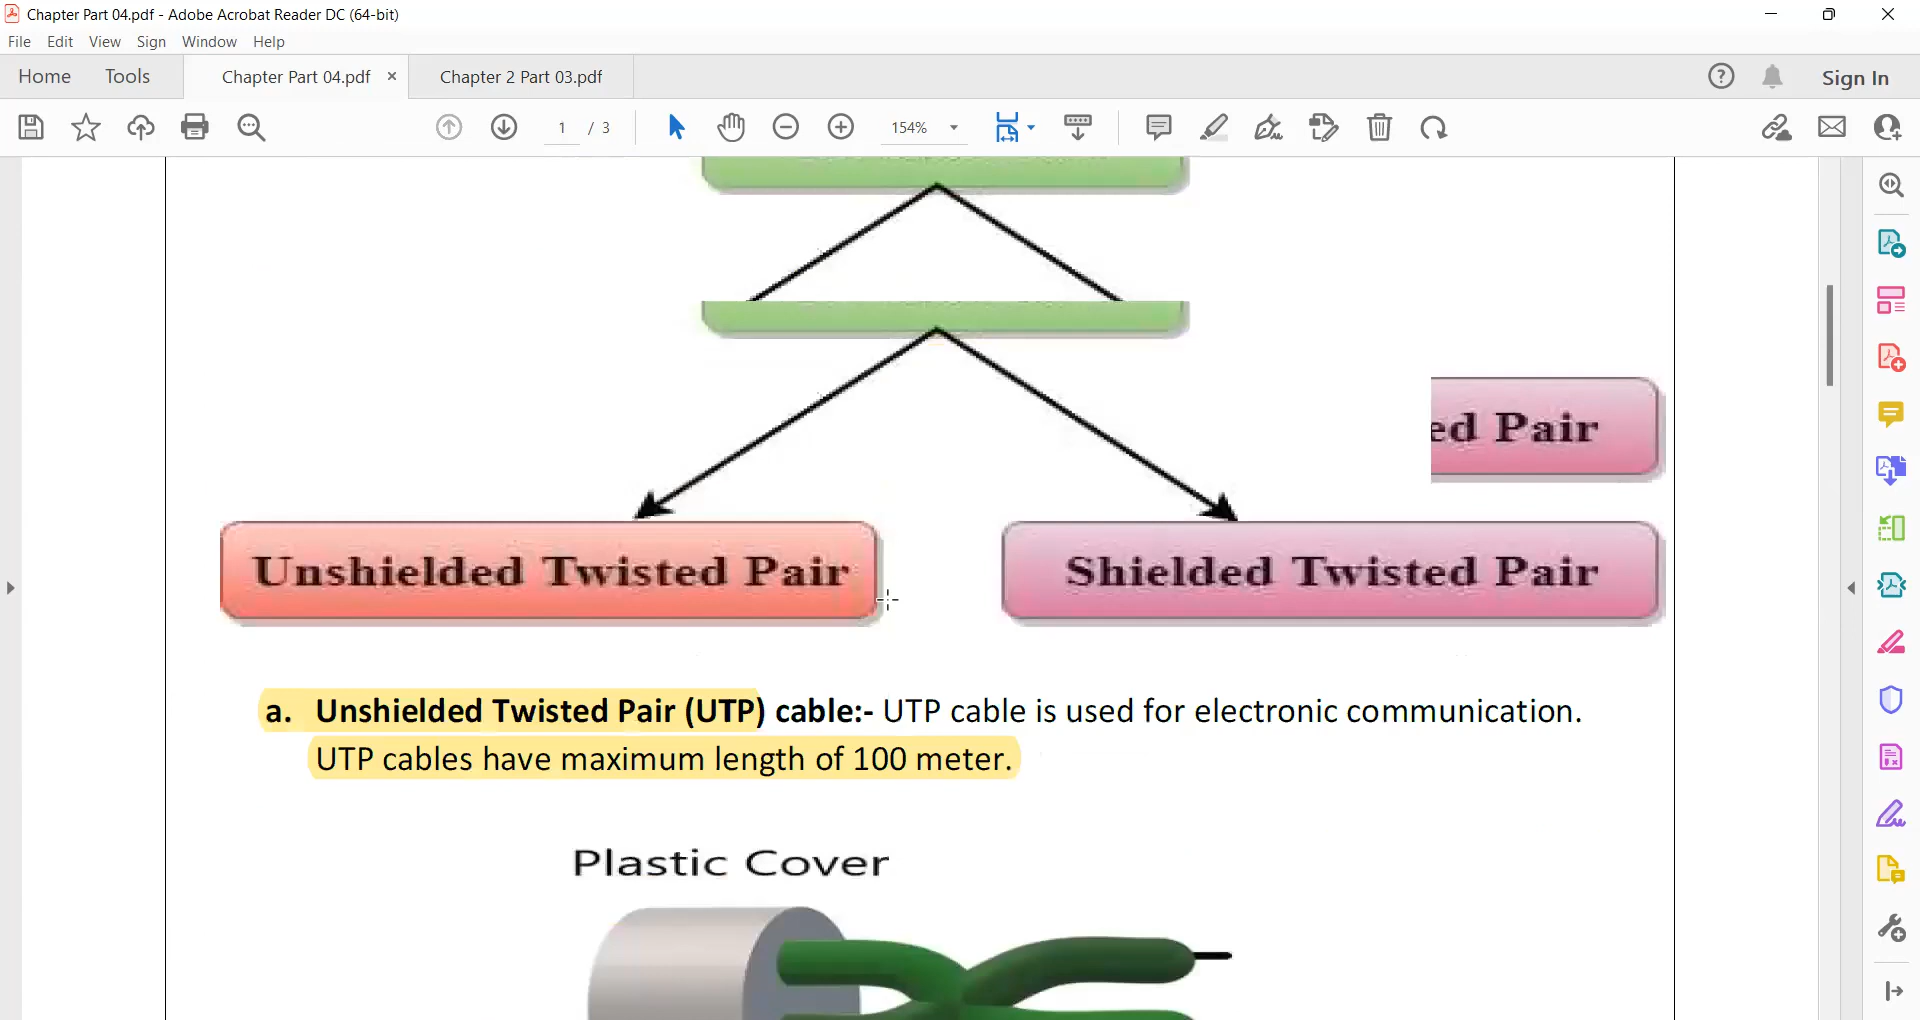 Chapter Part 04.pdf - Adobe Acrobat Reader DC (64-bit)
File Edit View Sign Window Help
Home Tools Chapter Part 04.pdf × Chapter 2 Part 03.pdf Sign In
1 / 3 154%
ed Pair
Unshielded Twisted Pair Shielded Twisted Pair
a. Unshielded Twisted Pair (UTP) cable:- UTP cable is used for electronic communication.
UTP cables have maximum length of 100 meter.
Plastic Cover